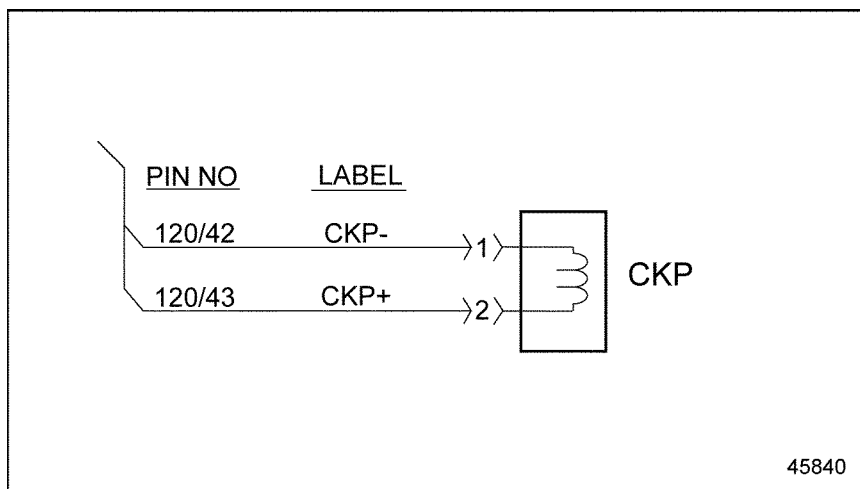 PIN NO LABEL
120/42 CKP- 1
CKP
120/43 CKP+ 2
45840